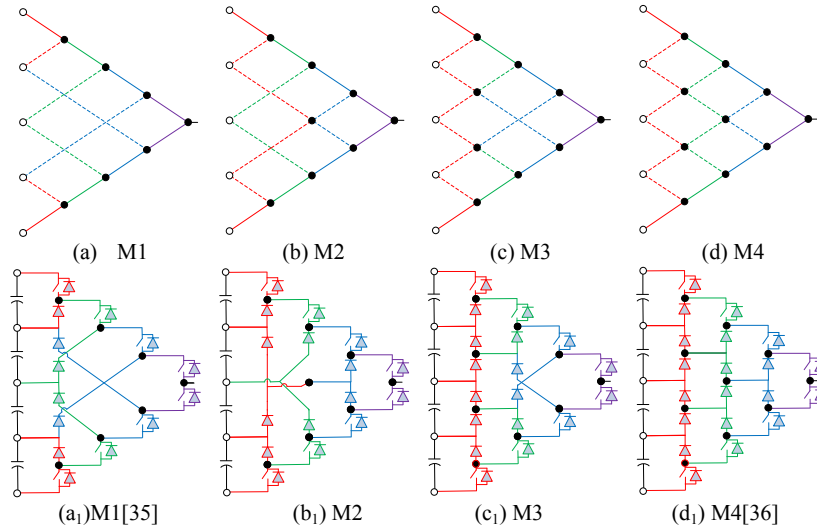 (a) M1
(b) M2
(c) M3
(d) M4
(a₁)M1[35]
(b₁) M2
(c₁) M3
(d₁) M4[36]